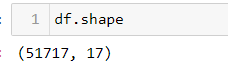 : 1 df.shape
: (51717, 17)